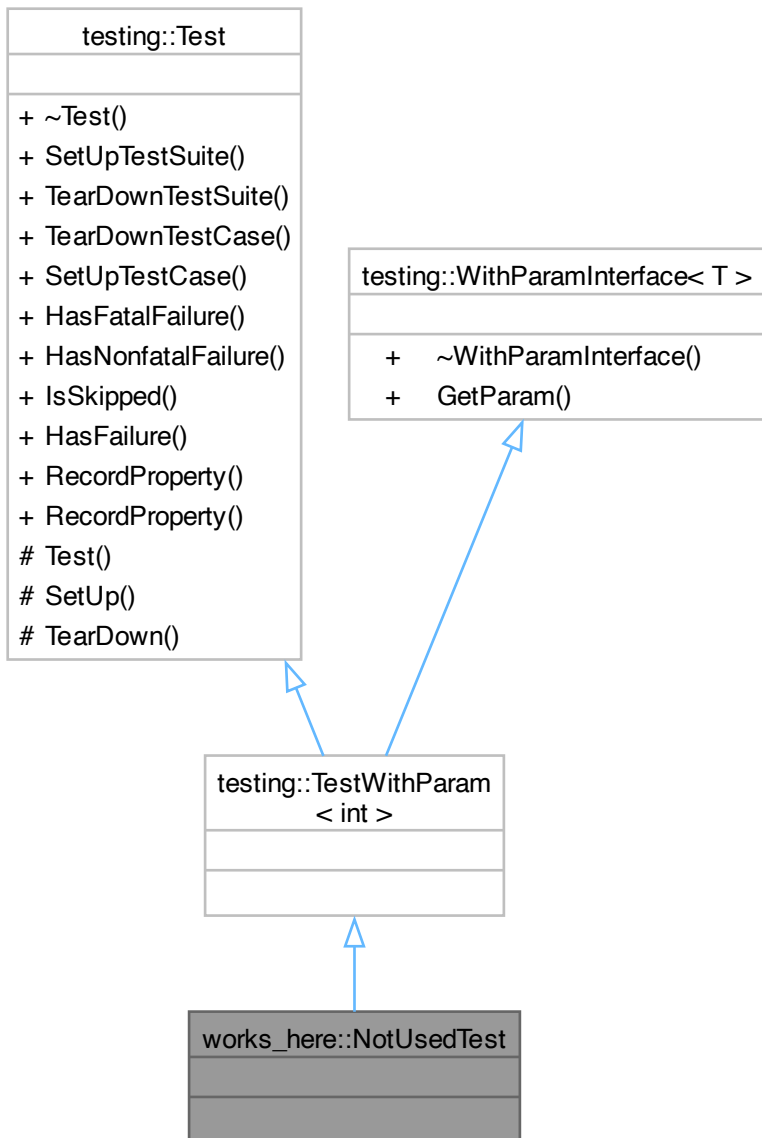 testing::Test
+ ~Test()
+ SetUpTestSuite()
+ TearDownTestSuite()
+ TearDownTestCase()
+ SetUpTestCase()
+ HasFatalFailure()
+ HasNonfatalFailure()
+ IsSkipped()
+ HasFailure()
+ RecordProperty()
+ RecordProperty()
# Test()
# SetUp()
# TearDown()
testing::WithParamInterface< T >
+ ~WithParamInterface()
+ GetParam()
testing::TestWithParam
< int >
works_here::NotUsedTest